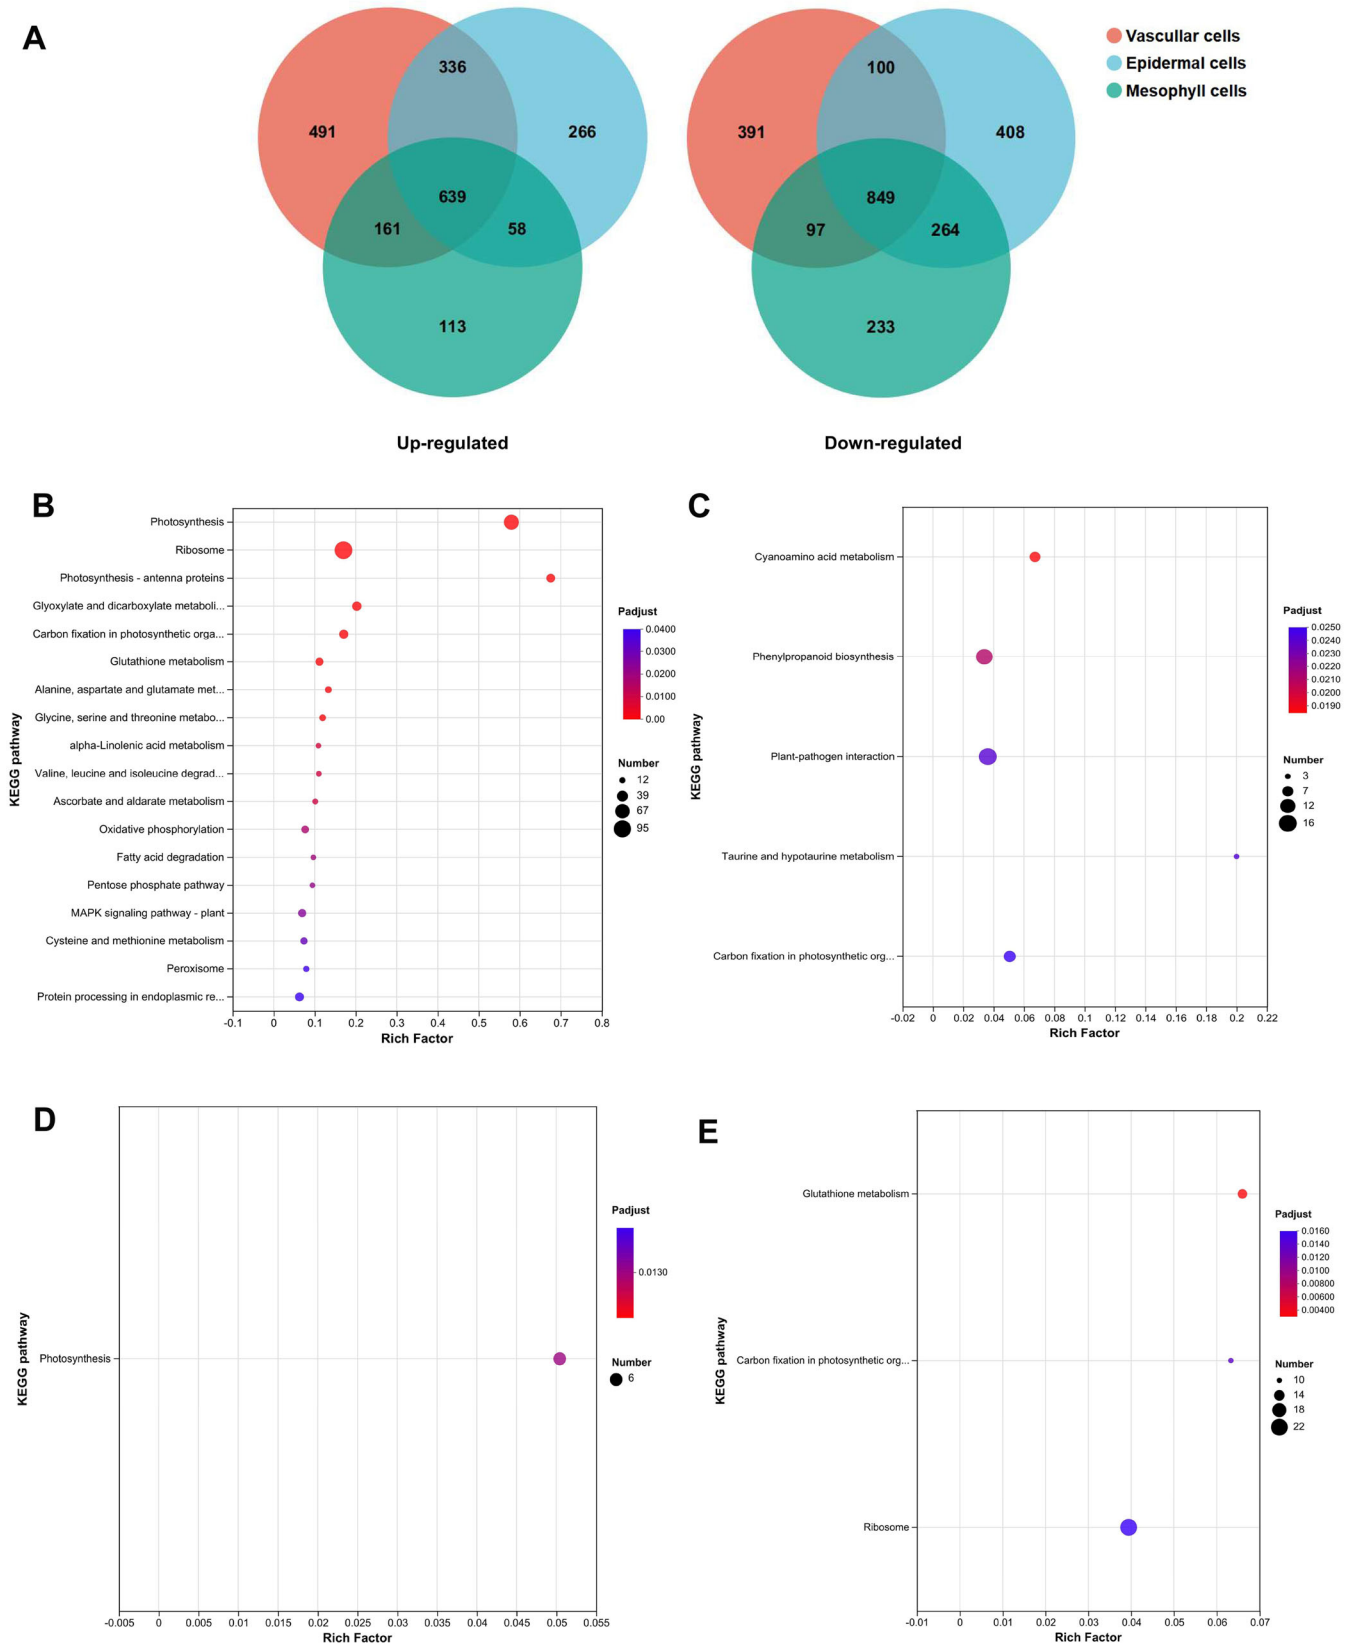 A
336
491
266
639
161
58
113
Up-regulated
100
391
408
849
97
264
233
Down-regulated
Vascullar cells
Epidermal cells
Mesophyll cells
B
KEGG pathway
Photosynthesis
Ribosome
Photosynthesis - antenna proteins
Glyoxylate and dicarboxylate metaboli...
Carbon fixation in photosynthetic orga...
Glutathione metabolism
Alanine, aspartate and glutamate met...
Glycine, serine and threonine metabo...
alpha-Linolenic acid metabolism
Valine, leucine and isoleucine degrad...
Ascorbate and aldarate metabolism
Oxidative phosphorylation
Fatty acid degradation
Pentose phosphate pathway
MAPK signaling pathway - plant
Cysteine and methionine metabolism
Peroxisome
Protein processing in endoplasmic re...
-0.1 0 0.1 0.2 0.3 0.4 0.5 0.6 0.7 0.8
Rich Factor
Padjust
0.0400
0.0300
0.0200
0.0100
0.00
Number
12
39
67
95
C
KEGG pathway
Cyanoamino acid metabolism
Phenylpropanoid biosynthesis
Plant-pathogen interaction
Taurine and hypotaurine metabolism
Carbon fixation in photosynthetic org...
-0.02 0 0.02 0.04 0.06 0.08 0.1 0.12 0.14 0.16 0.18 0.2 0.22
Rich Factor
Padjust
0.0250
0.0240
0.0230
0.0220
0.0210
0.0200
0.0190
Number
3
7
12
16
D
KEGG pathway
Photosynthesis
-0.005 0 0.005 0.01 0.015 0.02 0.025 0.03 0.035 0.04 0.045 0.05 0.055
Rich Factor
Padjust
0.0130
Number
6
E
KEGG pathway
Glutathione metabolism
Carbon fixation in photosynthetic org...
Ribosome
-0.01 0 0.01 0.02 0.03 0.04 0.05 0.06 0.07
Rich Factor
Padjust
0.0160
0.0140
0.0120
0.0100
0.00800
0.00600
0.00400
Number
10
14
18
22